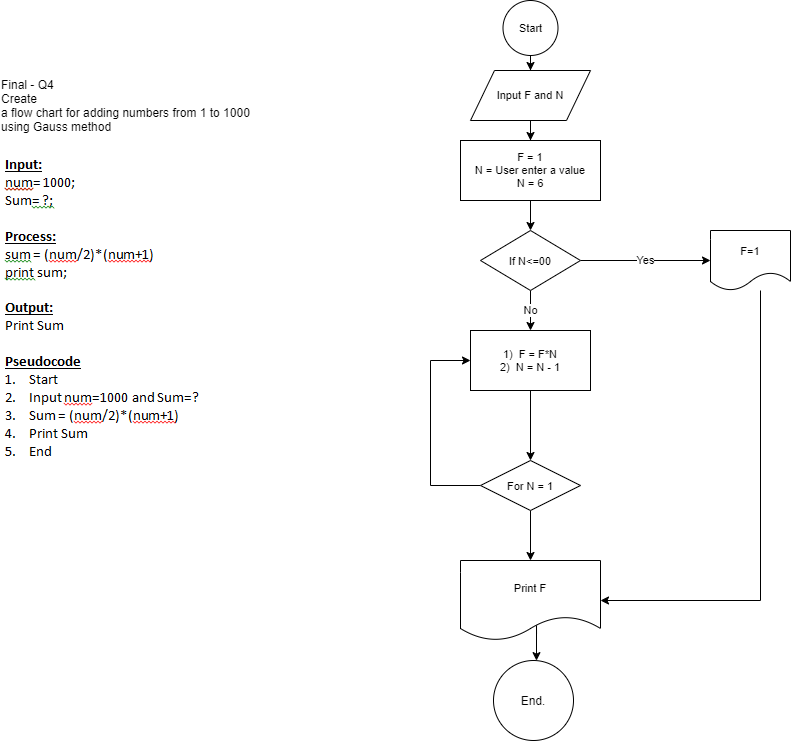 Final - Q4
Create
a flow chart for adding numbers from 1 to 1000
using Gauss method
Input:
num=1000;
Sum=?;
Process:
sum = (num/2)*(num+1)
print sum;
Output:
Print Sum
Pseudocode
1. Start
2. Input num=1000 and Sum=?
3. Sum = (num/2)*(num+1)
4. Print Sum
5. End
Start
Input F and N
F = 1
N = User enter a value
N = 6
If N<=00
Yes
F=1
No
1) F = F*N
2) N = N - 1
For N = 1
Print F
End.